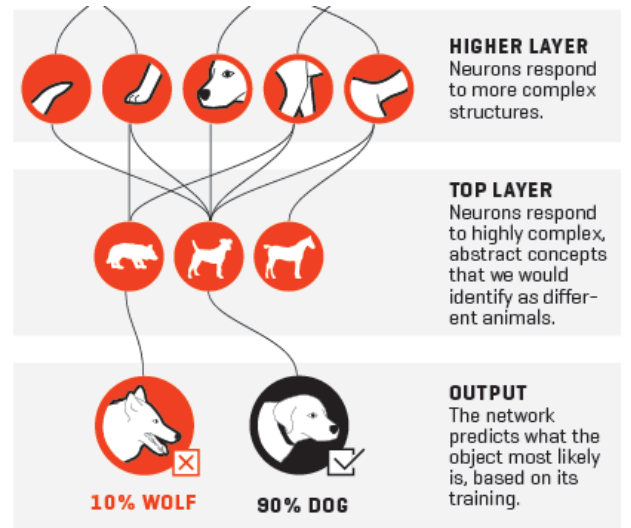 HIGHER LAYER
Neurons respond
to more complex
structures.
TOP LAYER
Neurons respond
to highly complex,
abstract concepts
that we would
identify as differ-
ent animals.
OUTPUT
The network
predicts what the
object most likely
is, based on its
training.
10% WOLF
90% DOG